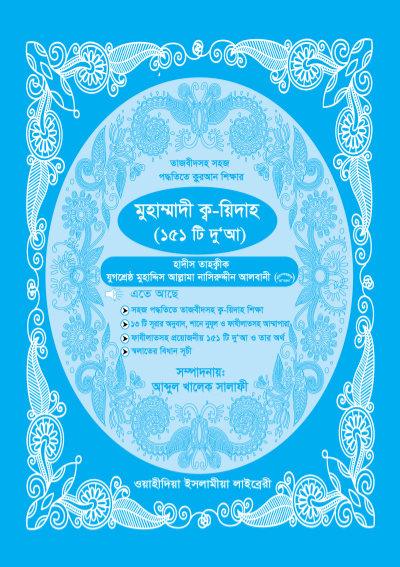 তাজবীদসহ সহজ
পদ্ধতিতে কুরআন শিক্ষার
মুহাম্মাদী ক্ব-য়িদাহ
(১৫১ টি দু‘আ)
হাদীস তাহক্বীক
যুগশ্রেষ্ঠ মুহাদ্দিস আল্লামা নাসিরুদ্দীন আলবানী
এতে আছে
সহজ পদ্ধতিতে তাজবীদসহ ক্ব-য়িদাহ শিক্ষা
১৩ টি সূরার অনুবাদ, শানে নুযূল ও ফাযীলাতসহ আম্মাপারা
ফাযীলাতসহ প্রয়োজনীয় ১৫১ টি দু‘আ ও তার অর্থ
স্বলাতের বিধান সূচী
সম্পাদনায়:
আব্দুল খালেক সালাফী
ওয়াহীদিয়া ইসলামীয়া লাইব্রেরী